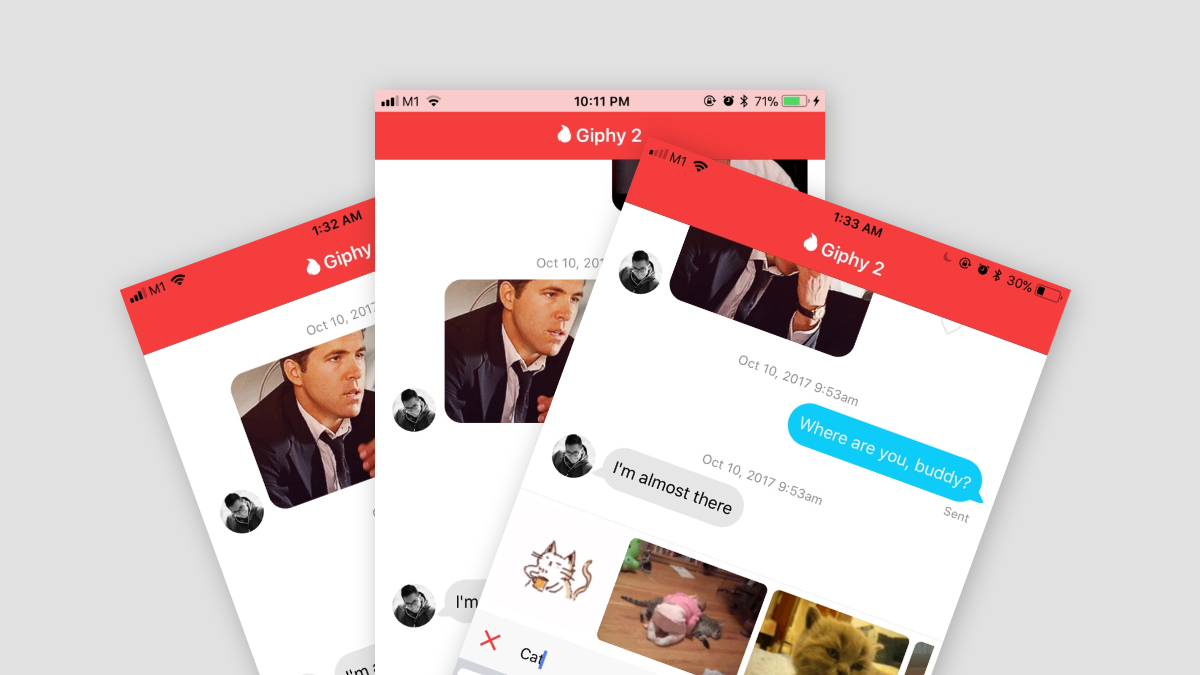 M1
1:32 AM
Giphy
Oct 10, 2017
I'm a
M1
10:11 PM
71%
Giphy 2
Oct 10, 201
I'm
M1
1:33 AM
30%
Giphy 2
Oct 10, 2017 9:53am
Where are you, buddy?
Sent
Oct 10, 2017 9:53am
I'm almost there
Cat